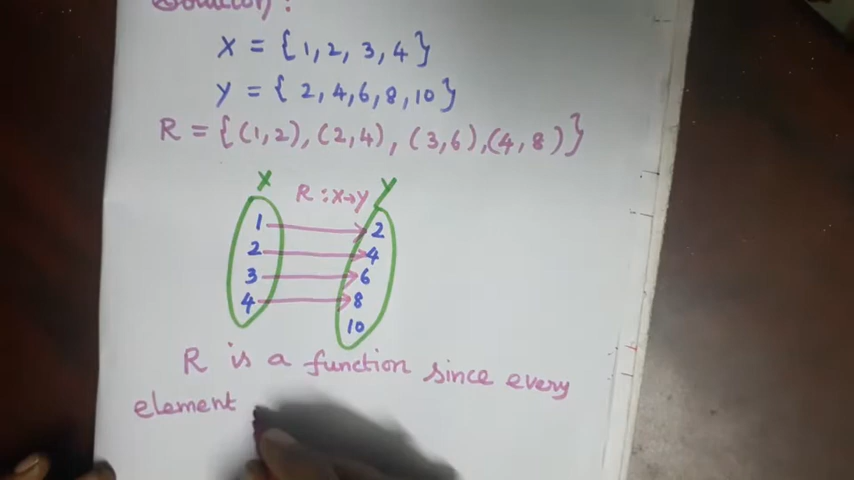 Solution:
X = {1, 2, 3, 4}
Y = {2, 4, 6, 8, 10}
R = {(1, 2), (2, 4), (3, 6), (4, 8)}
X R : X→Y Y
1 2
2 4
3 6
4 8
10
R is a function since every
element